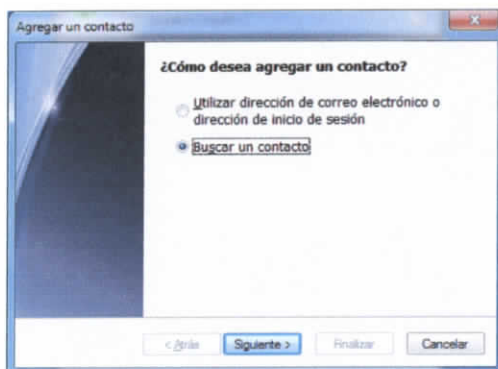 Agregar un contacto
¿Cómo desea agregar un contacto?
Utilizar dirección de correo electrónico o
dirección de inicio de sesión
Buscar un contacto
< Atrás Siguiente > Finalizar Cancelar